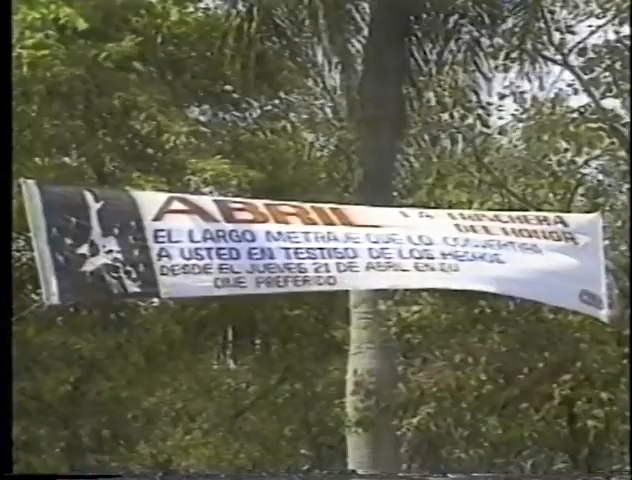 ABRIL LA TRINCHERA
DEL HONOR
EL LARGO METRAJE QUE LO CONVERTIRA
A USTED EN TESTIGO DE LOS HECHOS
DESDE EL JUEVES 21 DE ABRIL EN SU
CINE PREFERIDO